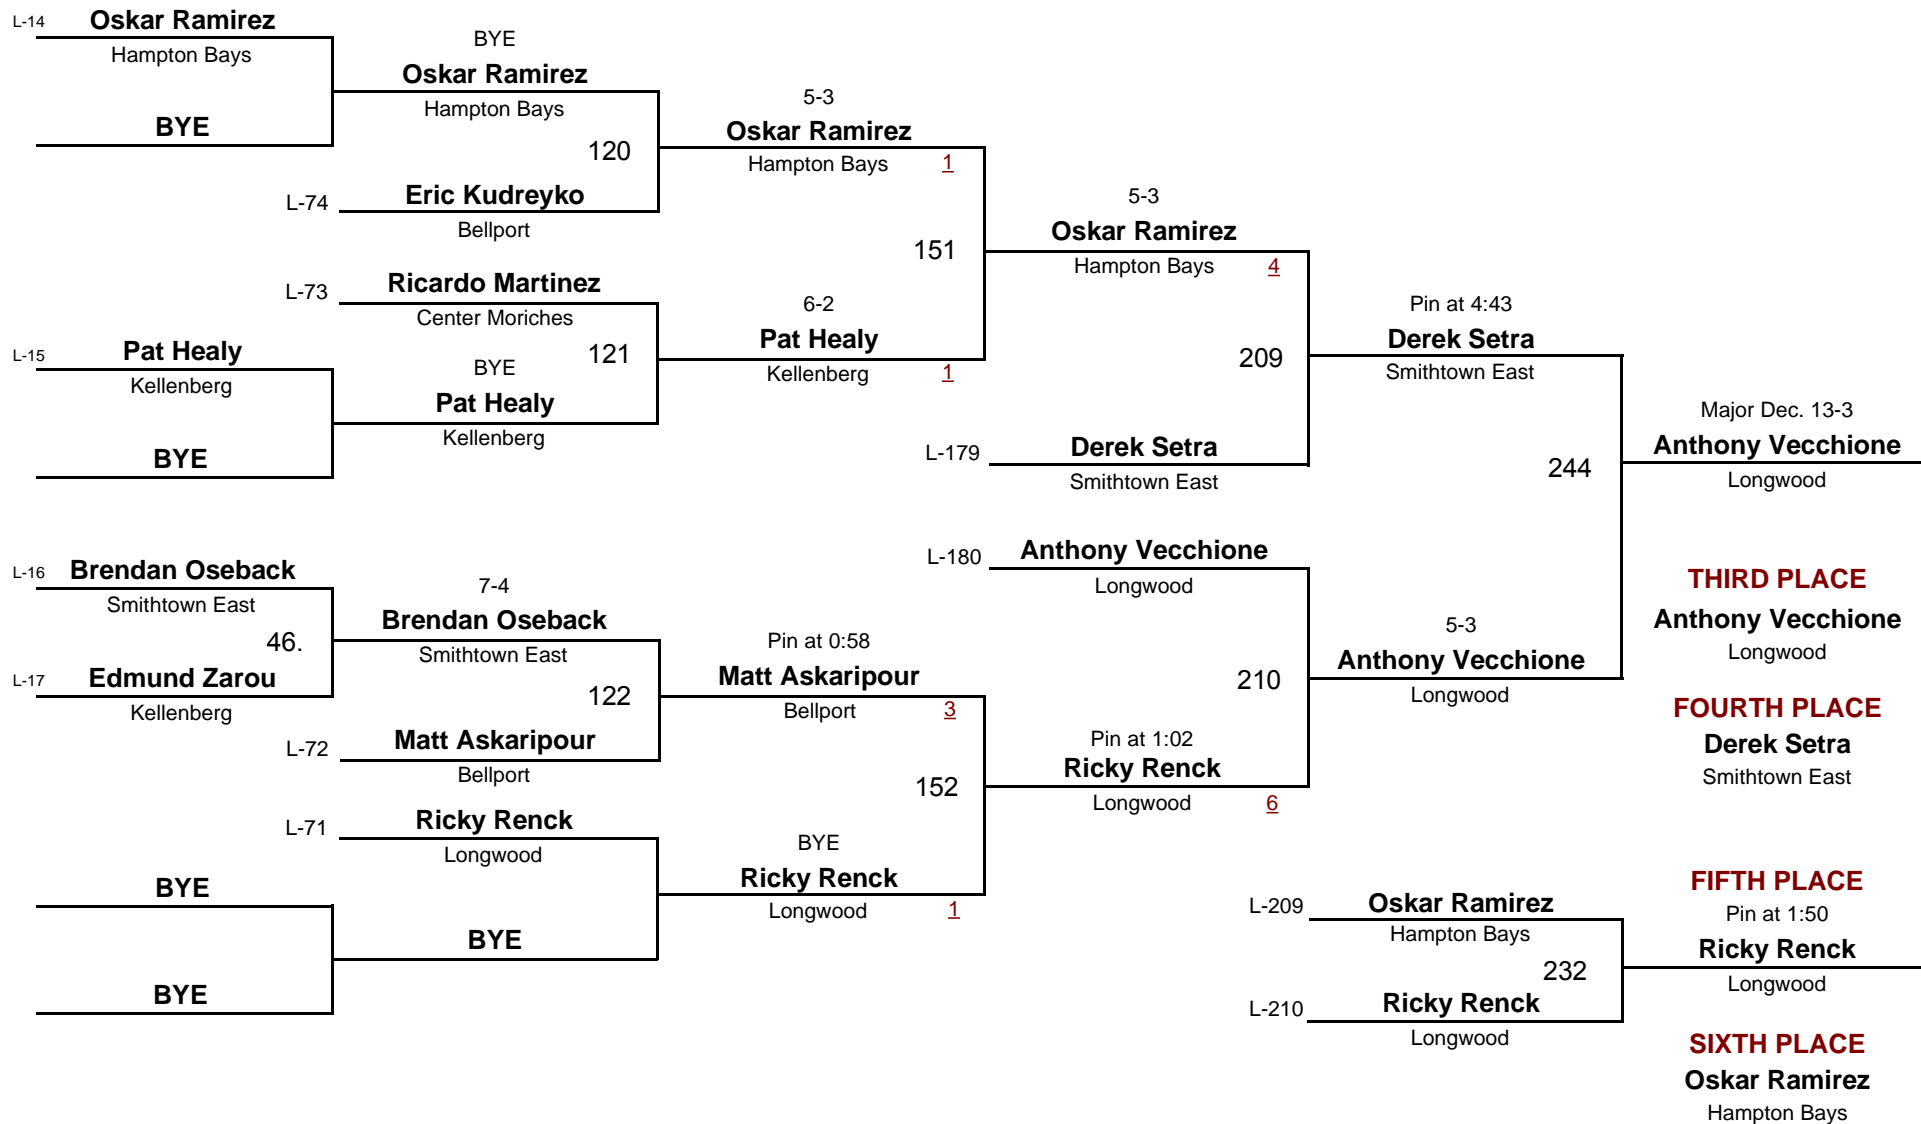 L-14 Oskar Ramirez
Hampton Bays
BYE
BYE
Oskar Ramirez
Hampton Bays
120
L-74 Eric Kudreyko
Bellport
5-3
Oskar Ramirez
Hampton Bays 1
L-73 Ricardo Martinez
Center Moriches
121
L-15 Pat Healy
Kellenberg
BYE
BYE
Pat Healy
Kellenberg
6-2
Pat Healy
Kellenberg 1
151
5-3
Oskar Ramirez
Hampton Bays 4
209
L-179 Derek Setra
Smithtown East
Pin at 4:43
Derek Setra
Smithtown East
244
Major Dec. 13-3
Anthony Vecchione
Longwood
L-16 Brendan Oseback
Smithtown East
46.
L-17 Edmund Zarou
Kellenberg
7-4
Brendan Oseback
Smithtown East
122
L-72 Matt Askaripour
Bellport
Pin at 0:58
Matt Askaripour
Bellport 3
152
L-71 Ricky Renck
Longwood
BYE
BYE
BYE
BYE
Ricky Renck
Longwood 1
L-180 Anthony Vecchione
Longwood
210
Pin at 1:02
Ricky Renck
Longwood 6
5-3
Anthony Vecchione
Longwood
THIRD PLACE
Anthony Vecchione
Longwood
FOURTH PLACE
Derek Setra
Smithtown East
L-209 Oskar Ramirez
Hampton Bays
232
L-210 Ricky Renck
Longwood
FIFTH PLACE
Pin at 1:50
Ricky Renck
Longwood
SIXTH PLACE
Oskar Ramirez
Hampton Bays